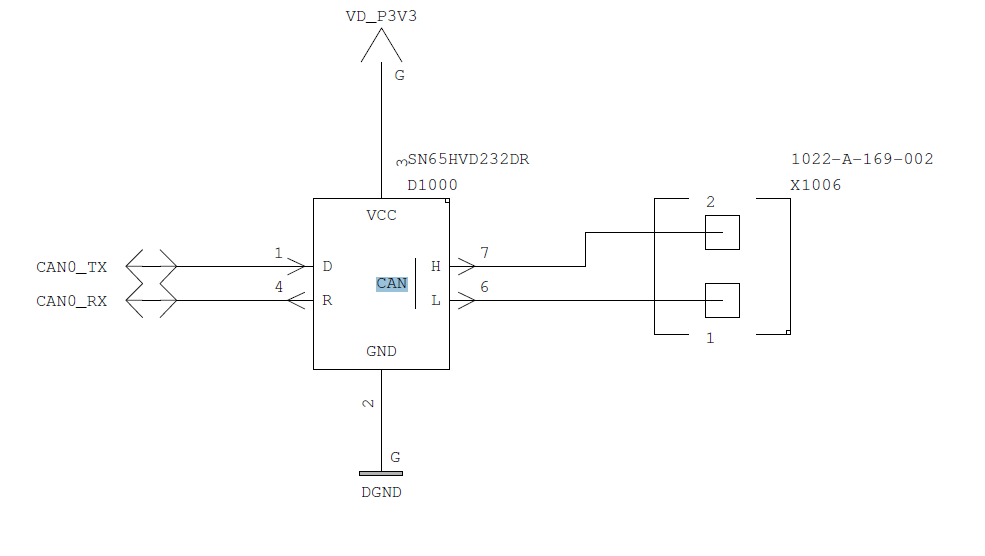 VD_P3V3
G
3
SN65HVD232DR
D1000
1022-A-169-002
X1006
VCC
2
1
7
CAN0_TX
D
H
4
CAN
6
CAN0_RX
R
L
1
GND
2
G
DGND